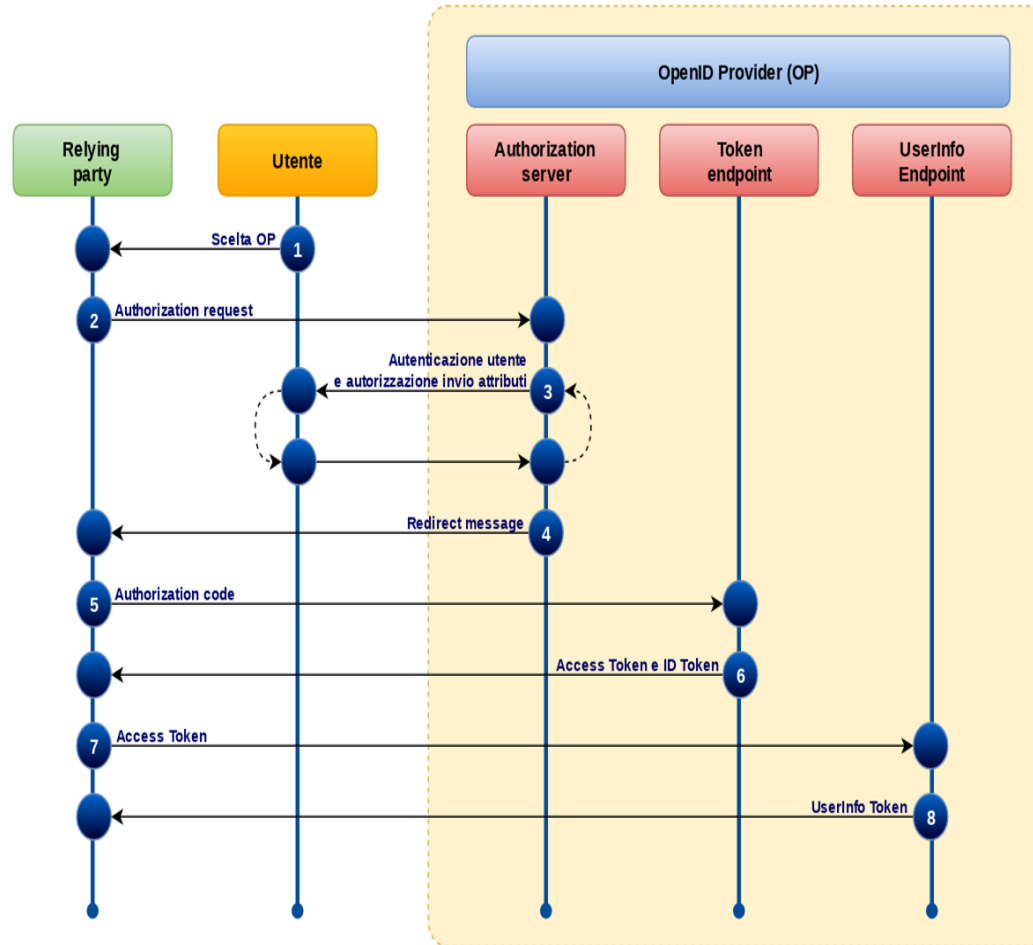 OpenID Provider (OP)
Relying
party
Utente
Authorization
server
Token
endpoint
UserInfo
Endpoint
Scelta OP
1
2
Authorization request
Autenticazione utente
e autorizzazione invio attributi
3
Redirect message
4
5
Authorization code
Access Token e ID Token
6
7
Access Token
UserInfo Token
8